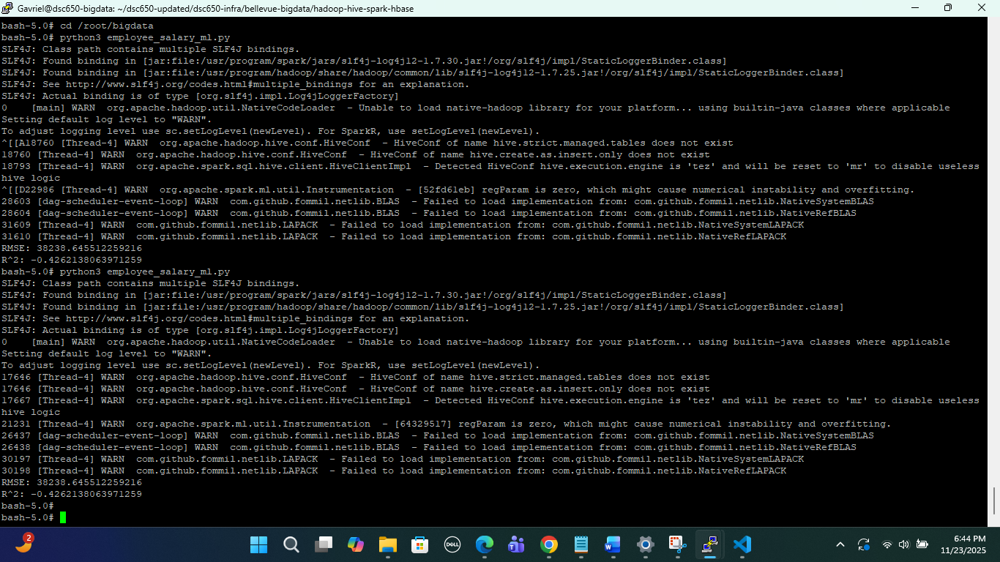 Gavriel@dsc650-bigdata: ~/dsc650-updated/dsc650-infra/bellevue-bigdata/hadoop-hive-spark-hbase
bash-5.0# cd /root/bigdata
bash-5.0# python3 employee_salary_ml.py
SLF4J: Class path contains multiple SLF4J bindings.
SLF4J: Found binding in [jar:file:/usr/program/spark/jars/slf4j-log4j12-1.7.30.jar!/org/slf4j/impl/StaticLoggerBinder.class]
SLF4J: Found binding in [jar:file:/usr/program/hadoop/share/hadoop/common/lib/slf4j-log4j12-1.7.25.jar!/org/slf4j/impl/StaticLoggerBinder.class]
SLF4J: See http://www.slf4j.org/codes.html#multiple_bindings for an explanation.
SLF4J: Actual binding is of type [org.slf4j.impl.Log4jLoggerFactory]
0    [main] WARN  org.apache.hadoop.util.NativeCodeLoader  - Unable to load native-hadoop library for your platform... using builtin-java classes where applicable
Setting default log level to "WARN".
To adjust logging level use sc.setLogLevel(newLevel). For SparkR, use setLogLevel(newLevel).
^[[A18760 [Thread-4] WARN  org.apache.hadoop.hive.conf.HiveConf  - HiveConf of name hive.strict.managed.tables does not exist
18760 [Thread-4] WARN  org.apache.hadoop.hive.conf.HiveConf  - HiveConf of name hive.create.as.insert.only does not exist
18793 [Thread-4] WARN  org.apache.spark.sql.hive.client.HiveClientImpl  - Detected HiveConf hive.execution.engine is 'tez' and will be reset to 'mr' to disable useless
hive logic
^[[D22986 [Thread-4] WARN  org.apache.spark.ml.util.Instrumentation  - [52fd61eb] regParam is zero, which might cause numerical instability and overfitting.
28603 [dag-scheduler-event-loop] WARN  com.github.fommil.netlib.BLAS  - Failed to load implementation from: com.github.fommil.netlib.NativeSystemBLAS
28604 [dag-scheduler-event-loop] WARN  com.github.fommil.netlib.BLAS  - Failed to load implementation from: com.github.fommil.netlib.NativeRefBLAS
31609 [Thread-4] WARN  com.github.fommil.netlib.LAPACK  - Failed to load implementation from: com.github.fommil.netlib.NativeSystemLAPACK
31610 [Thread-4] WARN  com.github.fommil.netlib.LAPACK  - Failed to load implementation from: com.github.fommil.netlib.NativeRefLAPACK
RMSE: 38238.645512259216
R^2: -0.4262138063971259
bash-5.0# python3 employee_salary_ml.py
SLF4J: Class path contains multiple SLF4J bindings.
SLF4J: Found binding in [jar:file:/usr/program/spark/jars/slf4j-log4j12-1.7.30.jar!/org/slf4j/impl/StaticLoggerBinder.class]
SLF4J: Found binding in [jar:file:/usr/program/hadoop/share/hadoop/common/lib/slf4j-log4j12-1.7.25.jar!/org/slf4j/impl/StaticLoggerBinder.class]
SLF4J: See http://www.slf4j.org/codes.html#multiple_bindings for an explanation.
SLF4J: Actual binding is of type [org.slf4j.impl.Log4jLoggerFactory]
0    [main] WARN  org.apache.hadoop.util.NativeCodeLoader  - Unable to load native-hadoop library for your platform... using builtin-java classes where applicable
Setting default log level to "WARN".
To adjust logging level use sc.setLogLevel(newLevel). For SparkR, use setLogLevel(newLevel).
17646 [Thread-4] WARN  org.apache.hadoop.hive.conf.HiveConf  - HiveConf of name hive.strict.managed.tables does not exist
17646 [Thread-4] WARN  org.apache.hadoop.hive.conf.HiveConf  - HiveConf of name hive.create.as.insert.only does not exist
17667 [Thread-4] WARN  org.apache.spark.sql.hive.client.HiveClientImpl  - Detected HiveConf hive.execution.engine is 'tez' and will be reset to 'mr' to disable useless
hive logic
21231 [Thread-4] WARN  org.apache.spark.ml.util.Instrumentation  - [64329517] regParam is zero, which might cause numerical instability and overfitting.
26437 [dag-scheduler-event-loop] WARN  com.github.fommil.netlib.BLAS  - Failed to load implementation from: com.github.fommil.netlib.NativeSystemBLAS
26438 [dag-scheduler-event-loop] WARN  com.github.fommil.netlib.BLAS  - Failed to load implementation from: com.github.fommil.netlib.NativeRefBLAS
30197 [Thread-4] WARN  com.github.fommil.netlib.LAPACK  - Failed to load implementation from: com.github.fommil.netlib.NativeSystemLAPACK
30198 [Thread-4] WARN  com.github.fommil.netlib.LAPACK  - Failed to load implementation from: com.github.fommil.netlib.NativeRefLAPACK
RMSE: 38238.645512259216
R^2: -0.4262138063971259
bash-5.0#
bash-5.0#
2
DELL
6:44 PM
11/23/2025